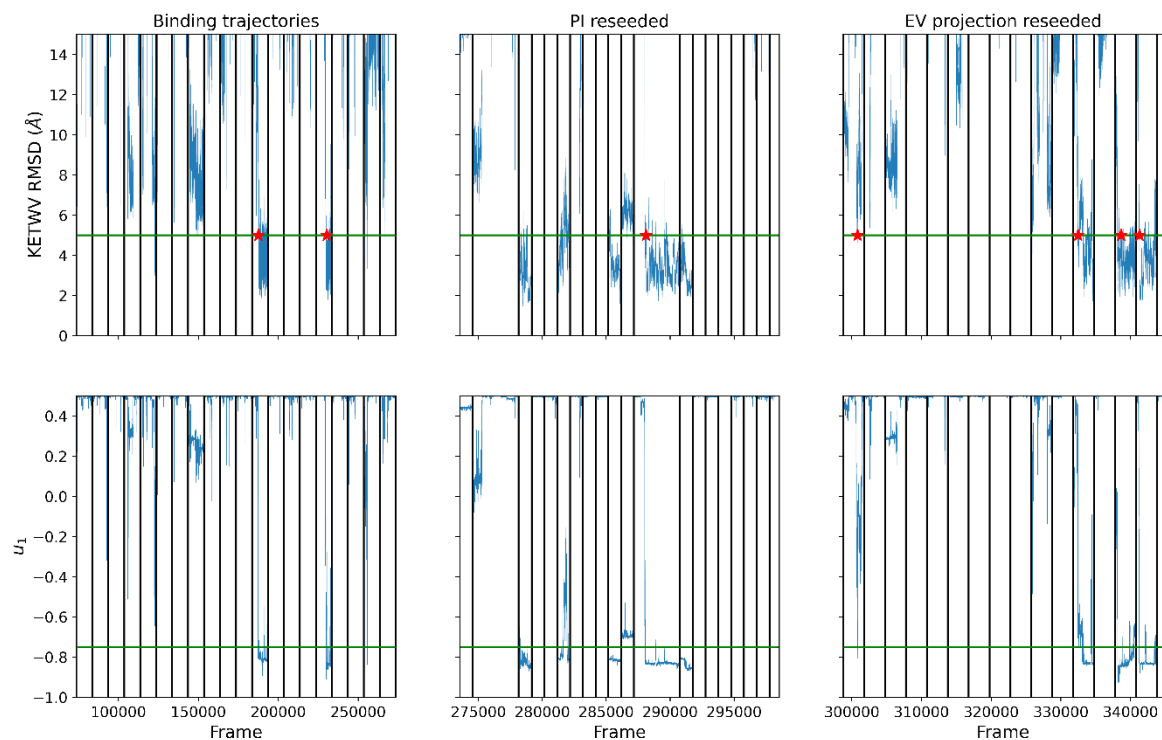 Binding trajectories
PI reseeded
EV projection reseeded
KETWV RMSD (Å)
14
12
10
8
6
4
2
0
u₁
0.4
0.2
0.0
−0.2
−0.4
−0.6
−0.8
−1.0
100000 150000 200000 250000
Frame
275000 280000 285000 290000 295000
Frame
300000 310000 320000 330000 340000
Frame